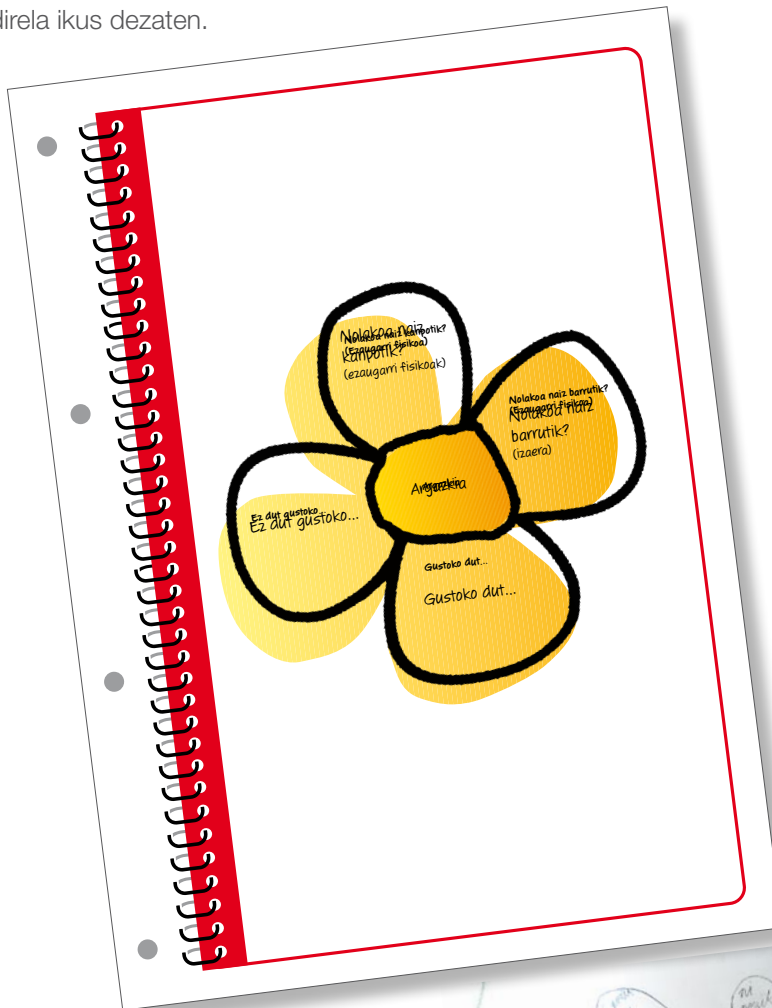 direla ikus dezaten.
Nolakoa naiz kanpotik?
(Ezaugarri fisikoa)
Nolakoa naiz
kanpotik?
(ezaugarri fisikoak)
Nolakoa naiz barrutik?
(Ezaugarri fisikoa)
Nolakoa naiz
barrutik?
(izaera)
Argazkia
Argazkia
Ez dut gustoko...
Ez dut gustoko...
Gustoko dut...
Gustoko dut...